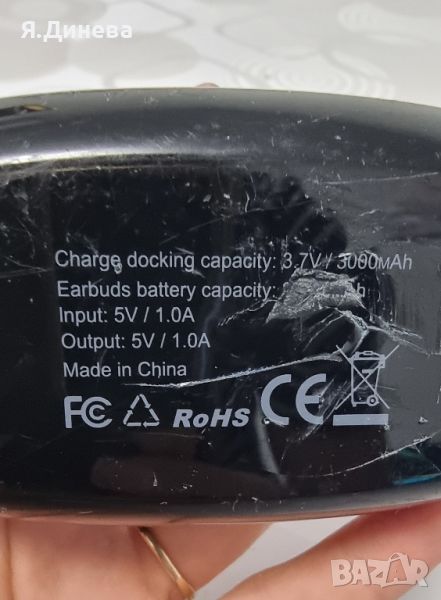 Я.Динева
Charge docking capacity: 3.7V / 3000MAH
Earbuds battery capacity:
Input: 5V / 1.0A
Output: 5V / 1.0A
Made in China
FC RoHS CE
BAZAR